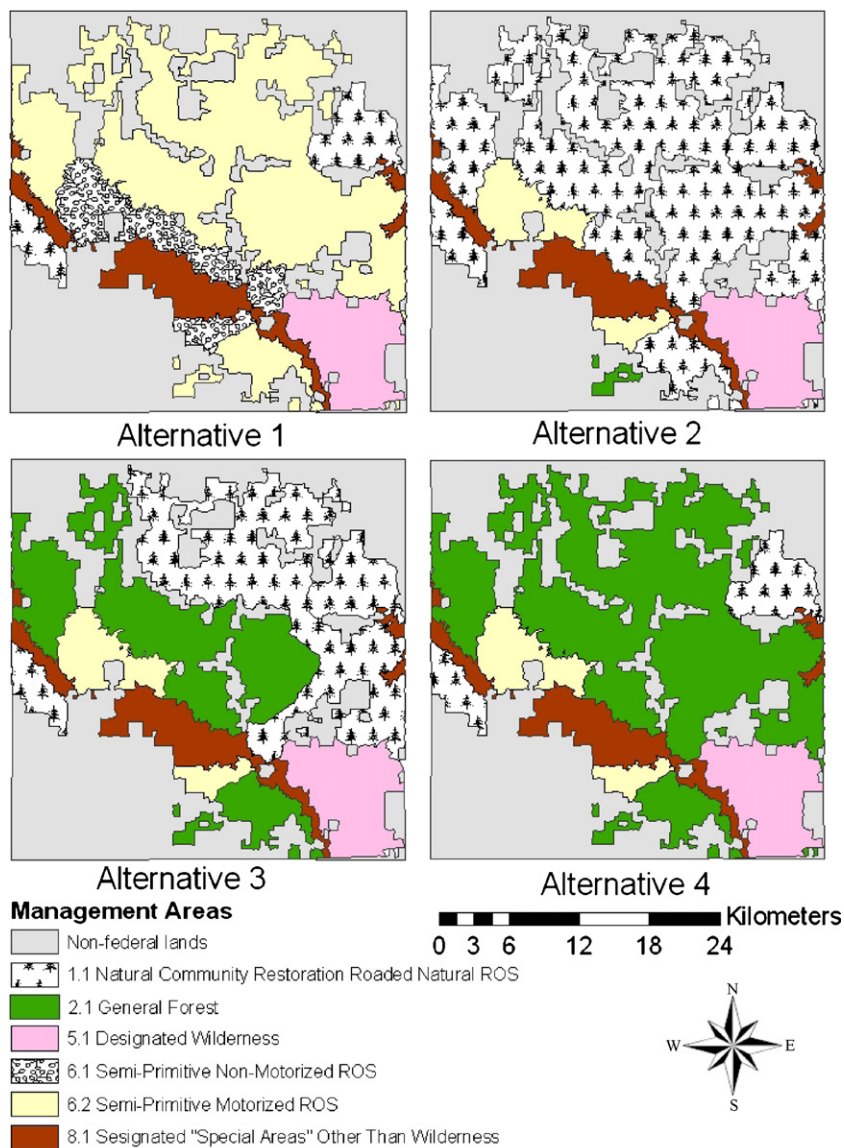 Alternative 1
Alternative 2
Alternative 3
Alternative 4
Management Areas
Non-federal lands
1.1 Natural Community Restoration Roaded Natural ROS
2.1 General Forest
5.1 Designated Wilderness
6.1 Semi-Primitive Non-Motorized ROS
6.2 Semi-Primitive Motorized ROS
8.1 Sesignated "Special Areas" Other Than Wilderness
Kilometers
0 3 6 12 18 24
N
W E
S